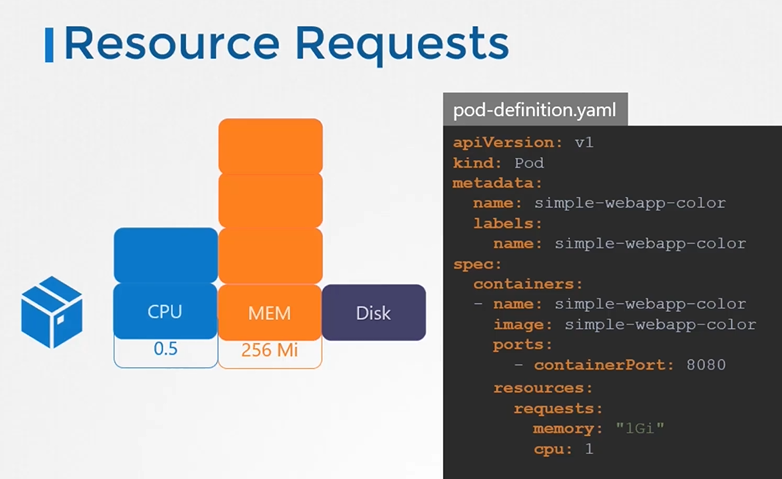 Resource Requests
CPU
MEM
Disk
0.5
256 Mi
pod-definition.yaml
apiVersion: v1
kind: Pod
metadata:
  name: simple-webapp-color
  labels:
    name: simple-webapp-color
spec:
  containers:
  - name: simple-webapp-color
    image: simple-webapp-color
    ports:
      - containerPort: 8080
    resources:
      requests:
        memory: "1Gi"
        cpu: 1